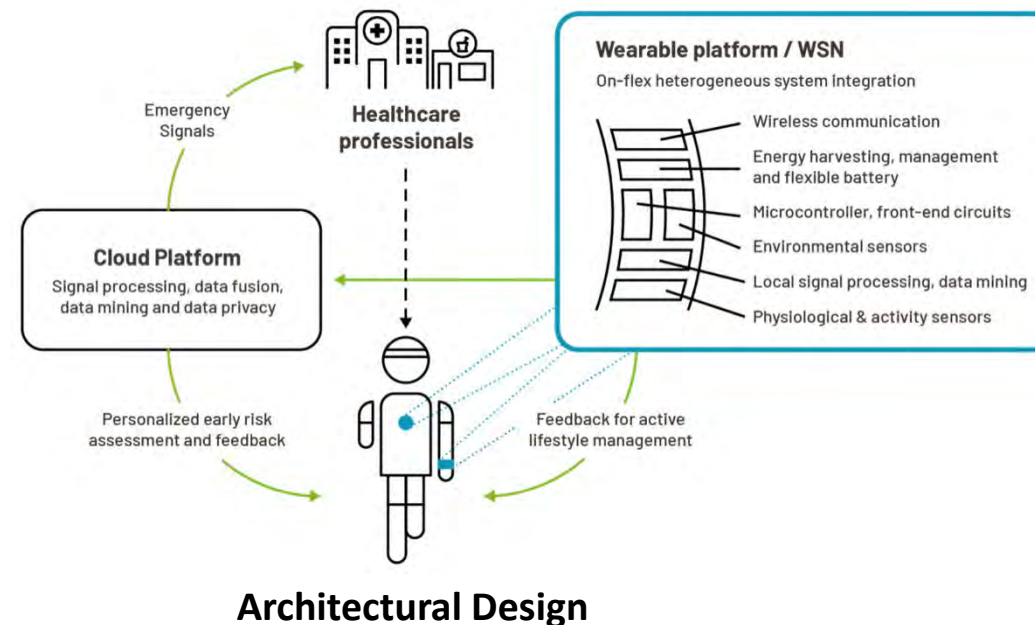 Emergency
Signals
Healthcare
professionals
Wearable platform / WSN
On-flex heterogeneous system integration
Wireless communication
Energy harvesting, management
and flexible battery
Microcontroller, front-end circuits
Environmental sensors
Local signal processing, data mining
Physiological & activity sensors
Cloud Platform
Signal processing, data fusion,
data mining and data privacy
Personalized early risk
assessment and feedback
Feedback for active
lifestyle management
Architectural Design